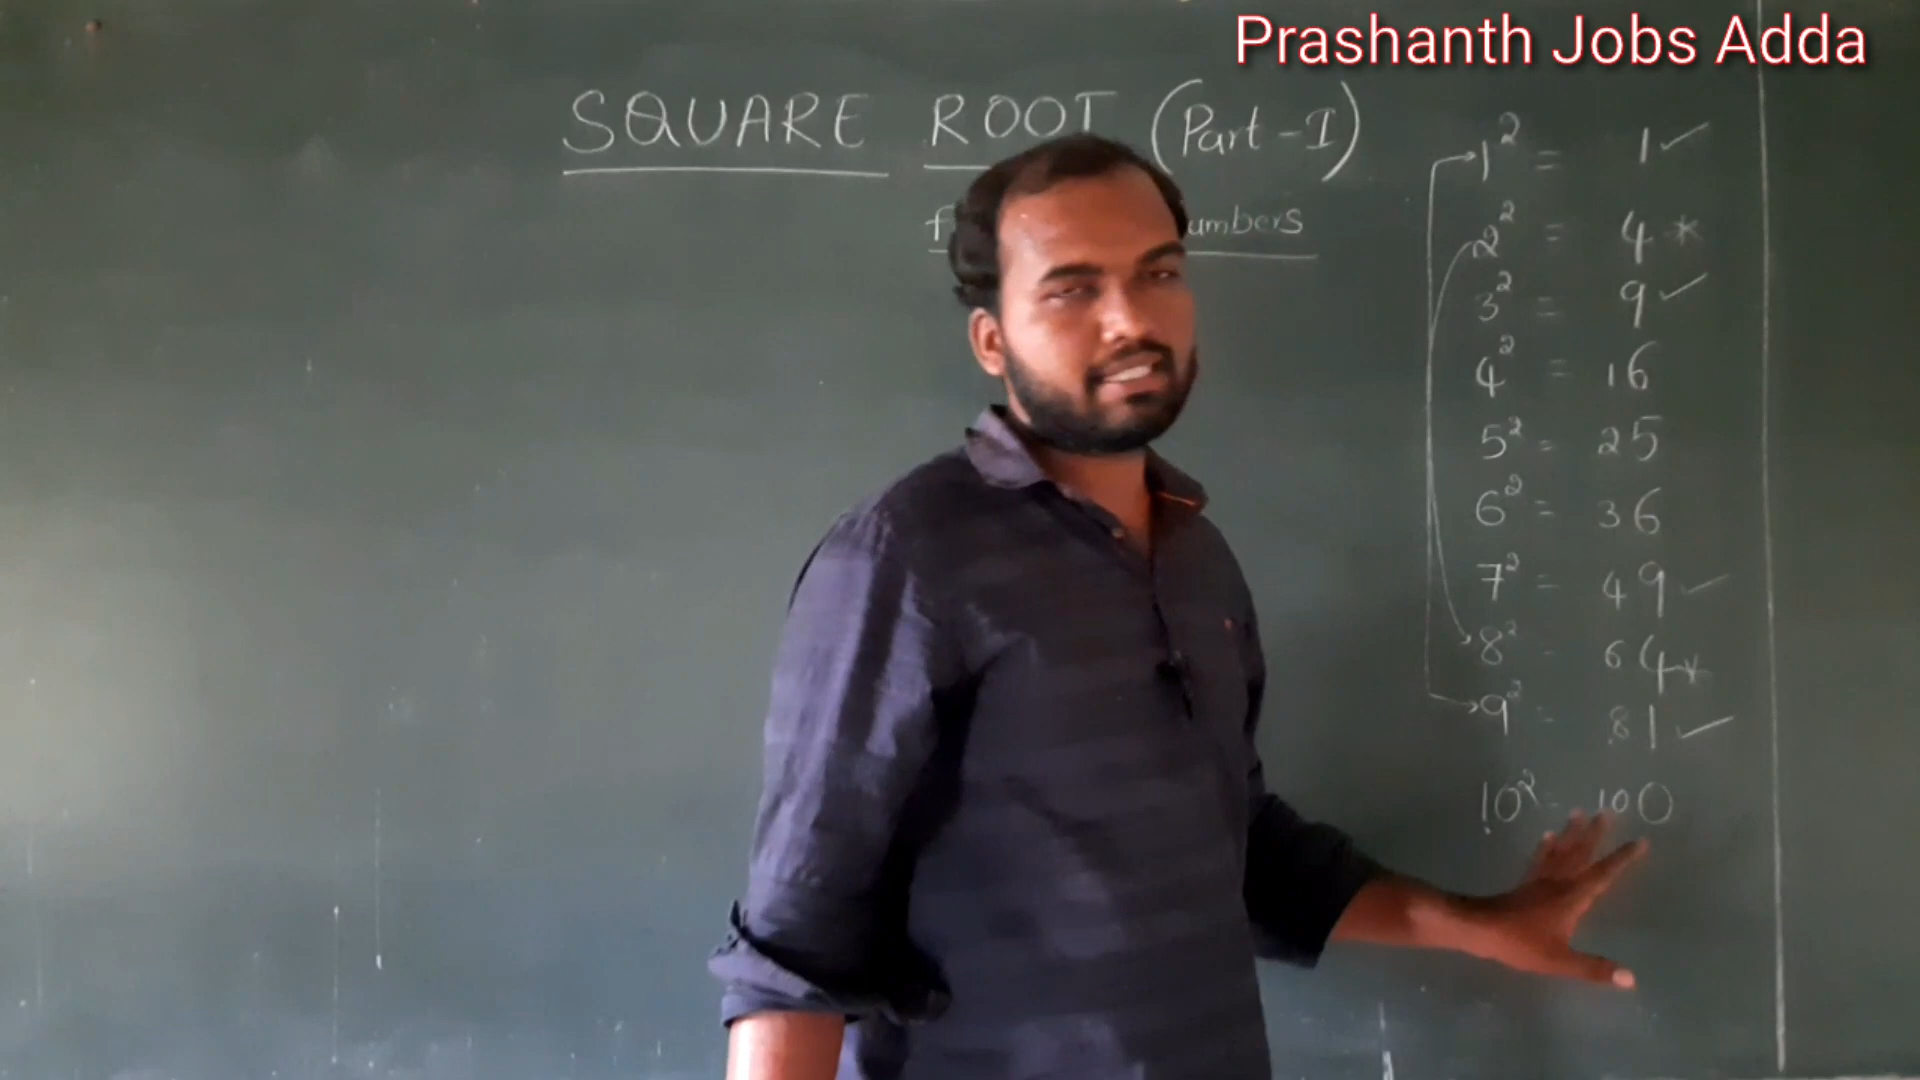 Prashanth Jobs Adda
SQUARE ROOT (Part-I)
umbers
1² = 1 ✓
2² = 4 *
3² = 9 ✓
4² = 16
5² = 25
6² = 36
7² = 49 ✓
8² = 64 *
9² = 81 ✓
10² = 100